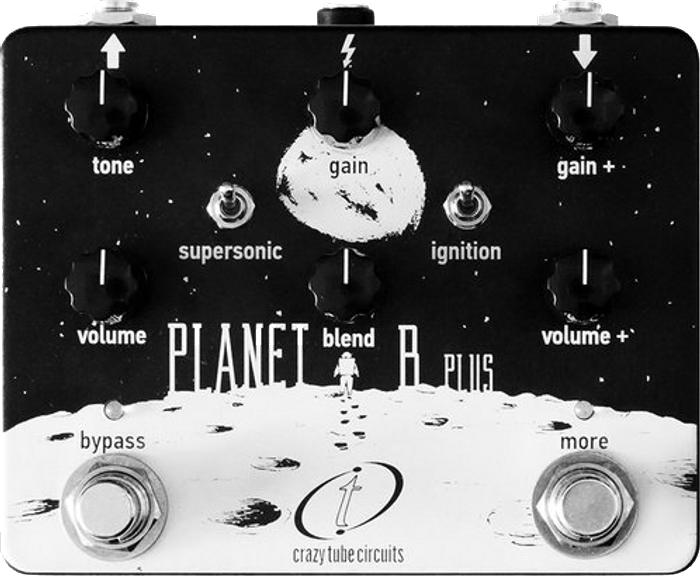 tone
gain
gain +
supersonic
ignition
volume
blend
volume +
PLANET B PLUS
bypass
more
crazy tube circuits